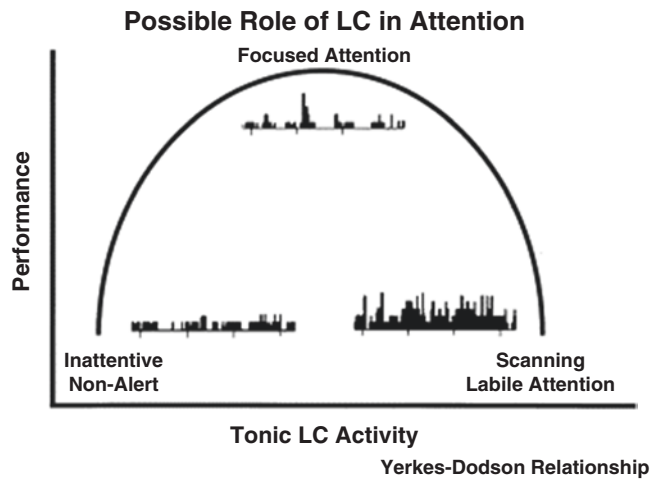 Possible Role of LC in Attention
Focused Attention
Performance
Inattentive
Non-Alert
Scanning
Labile Attention
Tonic LC Activity
Yerkes-Dodson Relationship